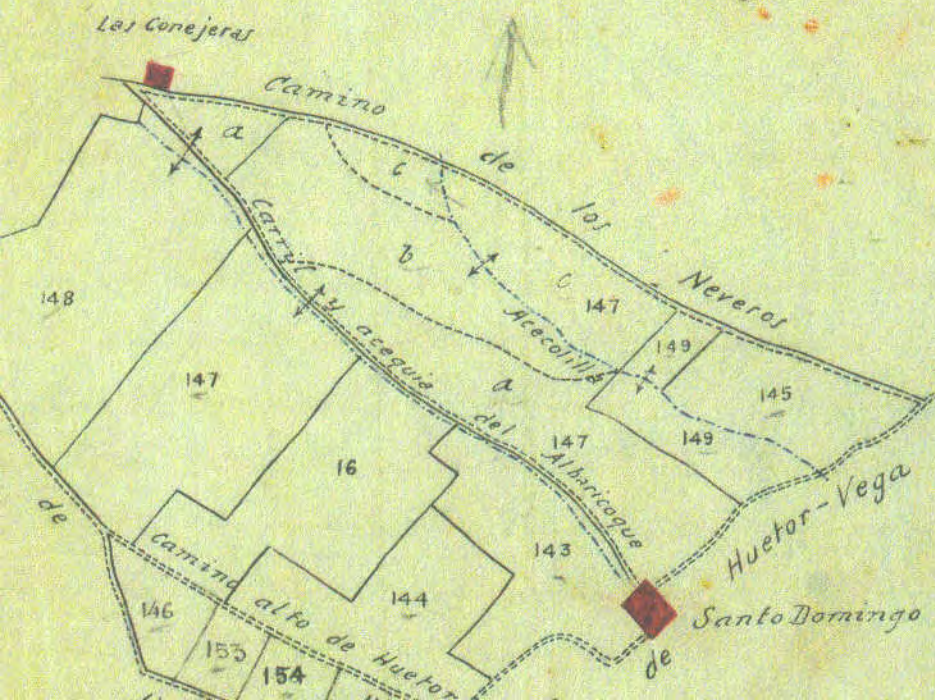 Las Conejeras
Camino de los Neveros
a
c
b
c
147
148
Carril y acequia del Albaricoque
Acecolilla
149
145
147
a
147
149
16
143
Huetor-Vega
de
Camino alto de Huetor
146
144
153
154
Santo Domingo
de